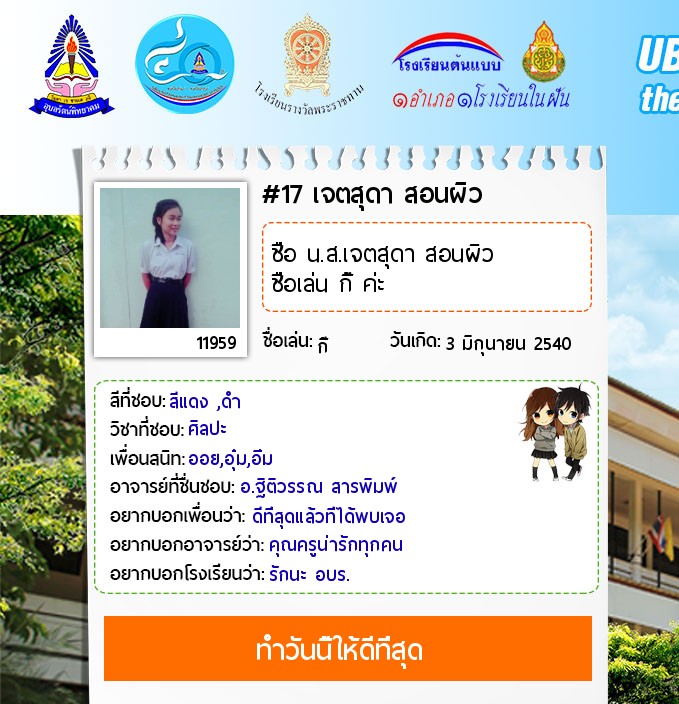 อุบลรัตน์พิทยาคม
โรงเรียนรางวัลพระราชทาน
โรงเรียนต้นแบบ
๑อำเภอ๑โรงเรียนในฝัน
UB
the
#17 เจตสุดา สอนผิว
ชื่อ น.ส.เจตสุดา สอนผิว
ชื่อเล่น กิ๊ ค่ะ
11959
ชื่อเล่น: กิ๊ วันเกิด: 3 มิถุนายน 2540
สีที่ชอบ: สีแดง ,ดำ
วิชาที่ชอบ: ศิลปะ
เพื่อนสนิท: ออย,อุ๋ม,อีม
อาจารย์ที่ชื่นชอบ: อ.ฐิติวรรณ สารพิมพ์
อยากบอกเพื่อนว่า: ดีที่สุดแล้วที่ได้พบเจอ
อยากบอกอาจารย์ว่า: คุณครูน่ารักทุกคน
อยากบอกโรงเรียนว่า: รักนะ อบร.
ทำวันนี้ให้ดีที่สุด